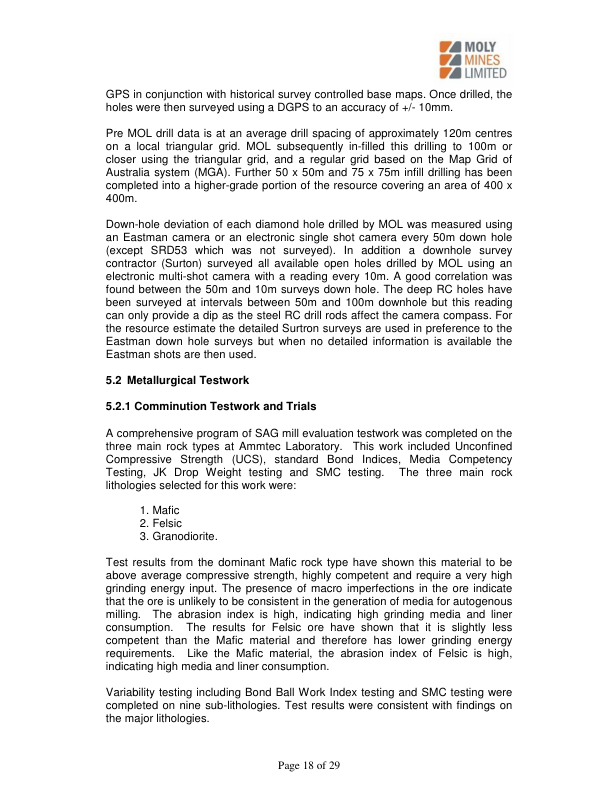 MOLY
MINES
LIMITED
GPS in conjunction with historical survey controlled base maps. Once drilled, the
holes were then surveyed using a DGPS to an accuracy of +/- 10mm.
Pre MOL drill data is at an average drill spacing of approximately 120m centres
on a local triangular grid. MOL subsequently in-filled this drilling to 100m or
closer using the triangular grid, and a regular grid based on the Map Grid of
Australia system (MGA). Further 50 x 50m and 75 x 75m infill drilling has been
completed into a higher-grade portion of the resource covering an area of 400 x
400m.
Down-hole deviation of each diamond hole drilled by MOL was measured using
an Eastman camera or an electronic single shot camera every 50m down hole
(except SRD53 which was not surveyed). In addition a downhole survey
contractor (Surton) surveyed all available open holes drilled by MOL using an
electronic multi-shot camera with a reading every 10m. A good correlation was
found between the 50m and 10m surveys down hole. The deep RC holes have
been surveyed at intervals between 50m and 100m downhole but this reading
can only provide a dip as the steel RC drill rods affect the camera compass. For
the resource estimate the detailed Surtron surveys are used in preference to the
Eastman down hole surveys but when no detailed information is available the
Eastman shots are then used.
5.2 Metallurgical Testwork
5.2.1 Comminution Testwork and Trials
A comprehensive program of SAG mill evaluation testwork was completed on the
three main rock types at Ammtec Laboratory. This work included Unconfined
Compressive Strength (UCS), standard Bond Indices, Media Competency
Testing, JK Drop Weight testing and SMC testing. The three main rock
lithologies selected for this work were:
1. Mafic
2. Felsic
3. Granodiorite.
Test results from the dominant Mafic rock type have shown this material to be
above average compressive strength, highly competent and require a very high
grinding energy input. The presence of macro imperfections in the ore indicate
that the ore is unlikely to be consistent in the generation of media for autogenous
milling. The abrasion index is high, indicating high grinding media and liner
consumption. The results for Felsic ore have shown that it is slightly less
competent than the Mafic material and therefore has lower grinding energy
requirements. Like the Mafic material, the abrasion index of Felsic is high,
indicating high media and liner consumption.
Variability testing including Bond Ball Work Index testing and SMC testing were
completed on nine sub-lithologies. Test results were consistent with findings on
the major lithologies.
Page 18 of 29